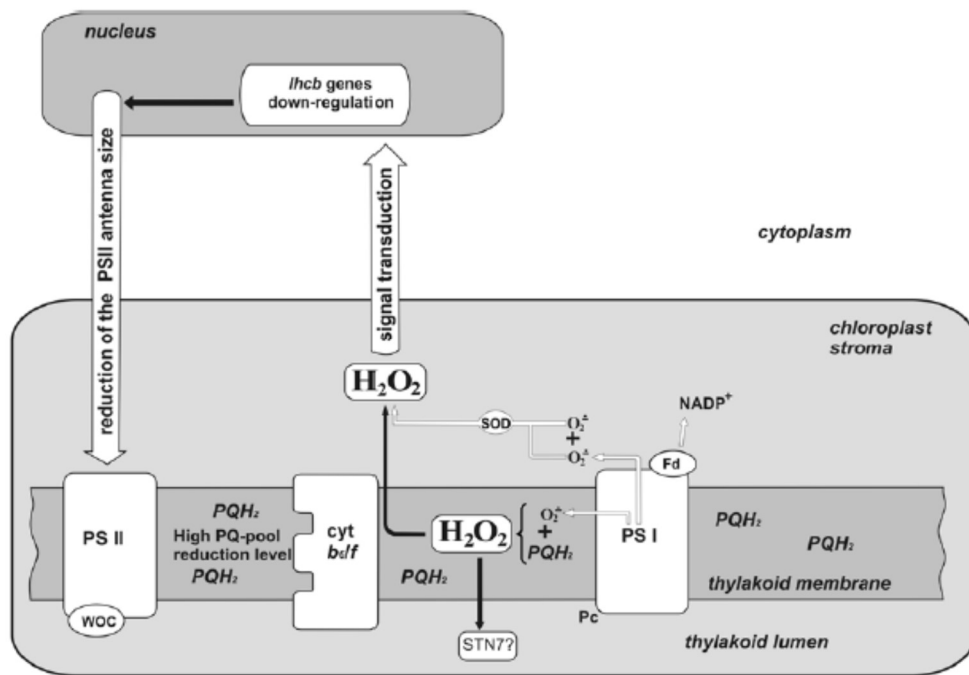 nucleus
lhcb genes
down-regulation
reduction of the PSII antenna size
signal transduction
cytoplasm
chloroplast
stroma
H₂O₂
NADP⁺
SOD
O₂∸
+
O₂∸
Fd
PS II
PQH₂
High PQ-pool
reduction level
PQH₂
cyt
b₆/f
H₂O₂
O₂∸
+
PQH₂
PQH₂
PS I
PQH₂
PQH₂
thylakoid membrane
WOC
Pc
STN7?
thylakoid lumen